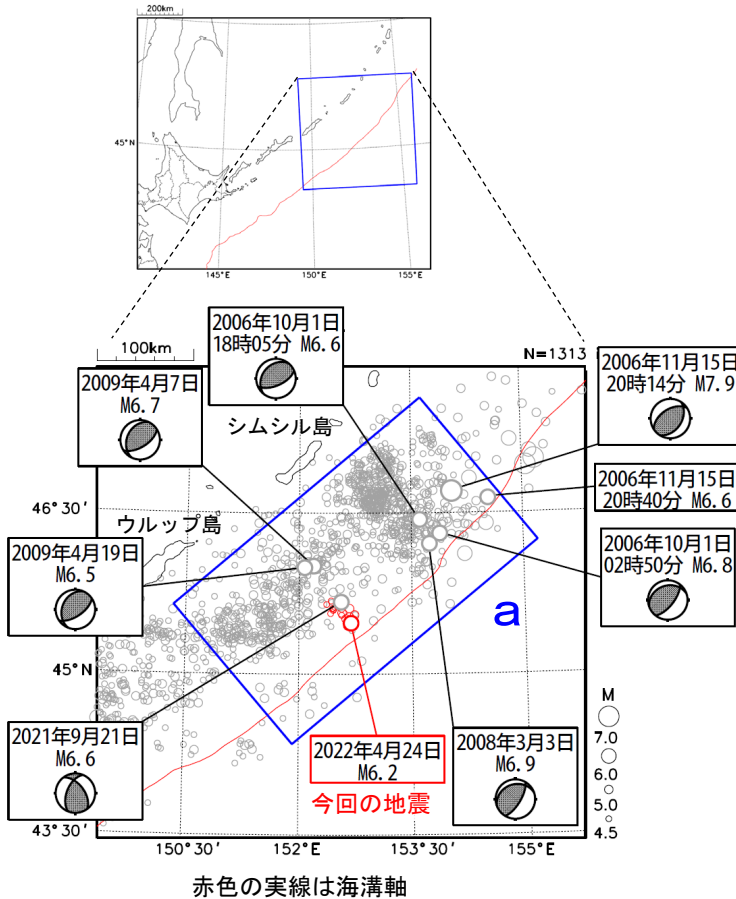 200km
45°N
145°E
150°E
155°E
2006年10月1日
18時05分 M6.6
100km
N=1313
2009年4月7日
M6.7
シムシル島
2006年11月15日
20時14分 M7.9
46°30′
ウルップ島
2006年11月15日
20時40分 M6.6
2009年4月19日
M6.5
2006年10月1日
02時50分 M6.8
a
45°N
2021年9月21日
M6.6
2022年4月24日
M6.2
今回の地震
2008年3月3日
M6.9
M
7.0
6.0
5.0
4.5
43°30′
150°30′
152°E
153°30′
155°E
赤色の実線は海溝軸